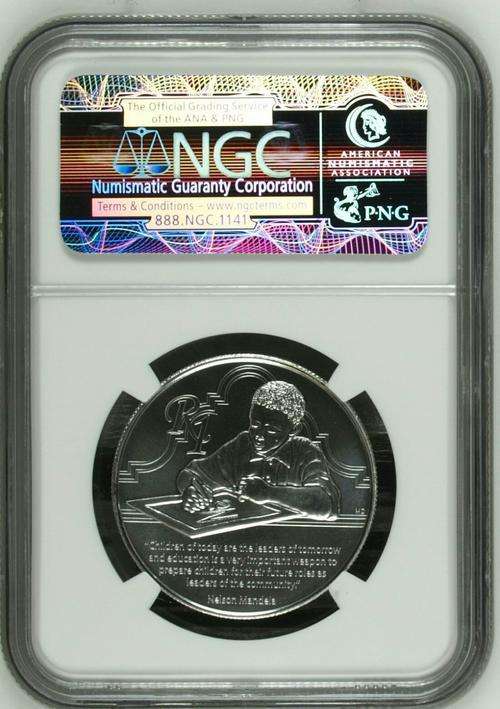 The Official Grading Service
of the ANA & PNG
NGC
Numismatic Guaranty Corporation
Terms & Conditions – www.ngcterms.com
888.NGC.1141
AMERICAN
NUMISMATIC
ASSOCIATION
P·N·G
R1
HB
"Children of today are the leaders of tomorrow
and education is a very important weapon to
prepare children for their future roles as
leaders of the community"
Nelson Mandela